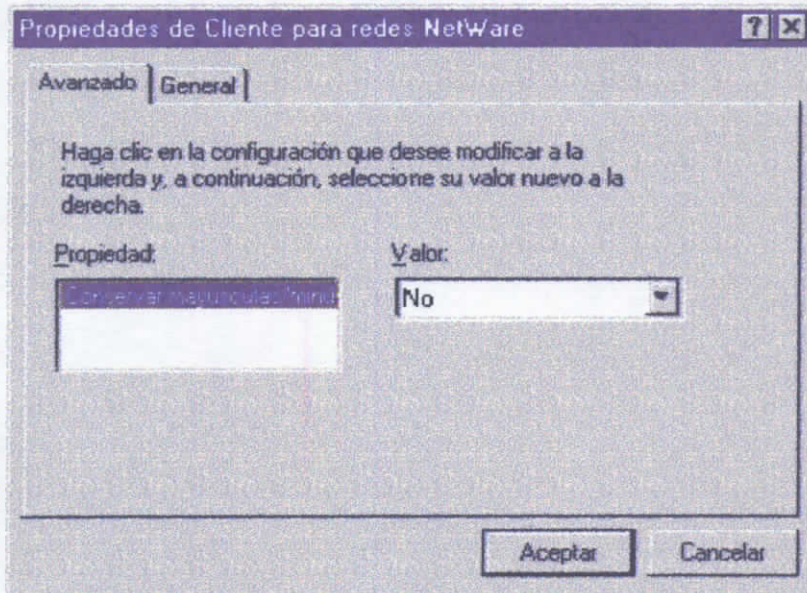 Propiedades de Cliente para redes NetWare
Avanzado General
Haga clic en la configuración que desee modificar a la
izquierda y, a continuación, seleccione su valor nuevo a la
derecha.
Propiedad: Valor:
Conservar mayúsculas/minú No
Aceptar Cancelar